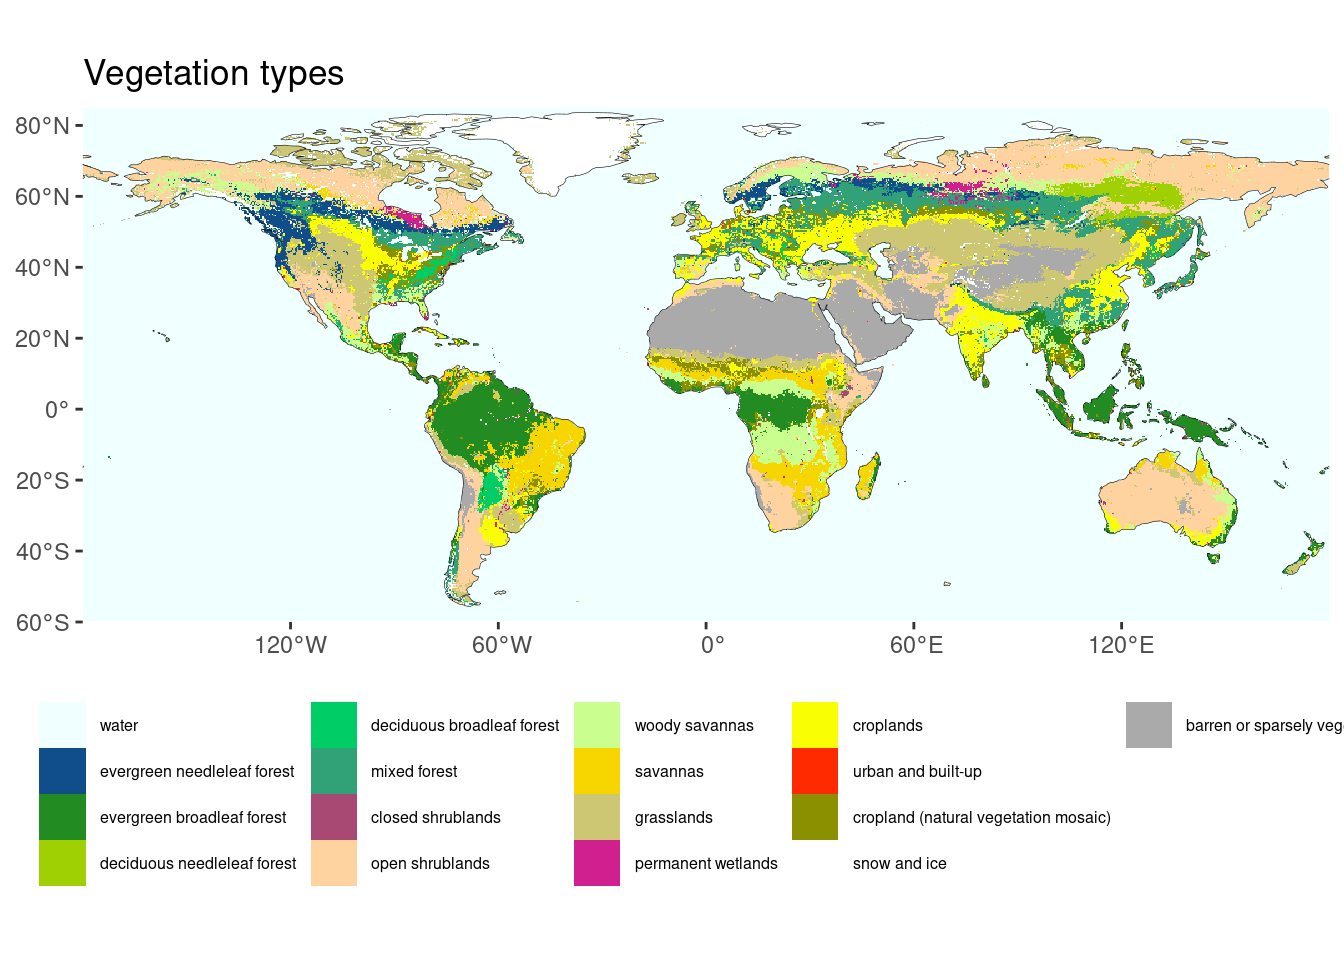 Vegetation types
80°N
60°N
40°N
20°N
0°
20°S
40°S
60°S
120°W
60°W
0°
60°E
120°E
water
evergreen needleleaf forest
evergreen broadleaf forest
deciduous needleleaf forest
deciduous broadleaf forest
mixed forest
closed shrublands
open shrublands
woody savannas
savannas
grasslands
permanent wetlands
croplands
urban and built-up
cropland (natural vegetation mosaic)
snow and ice
barren or sparsely veg